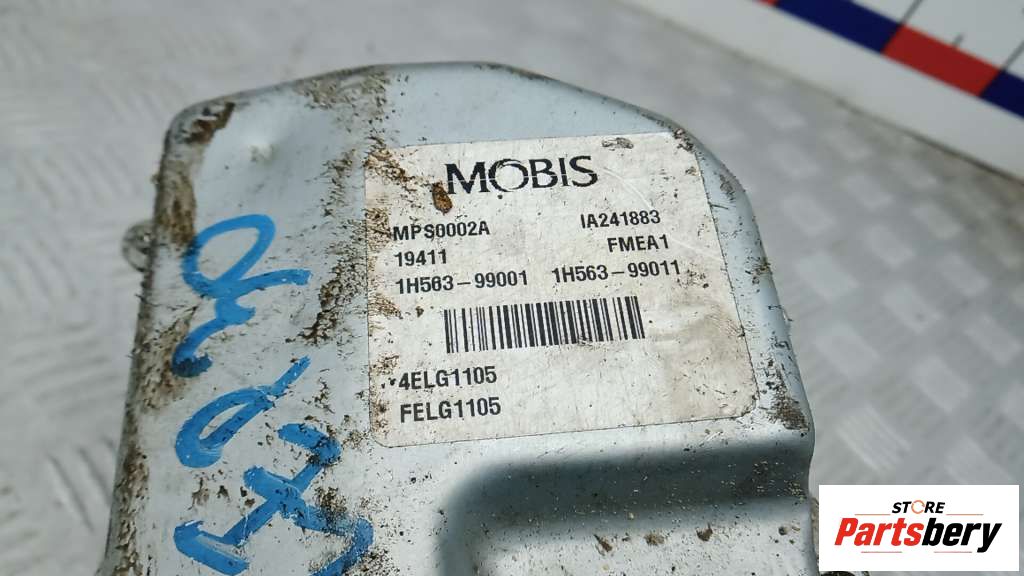 MOBIS
MPS0002A IA241883
19411 FMEA1
1H563-99001 1H563-99011
4ELG1105
FELG1105
STORE
Partsbery